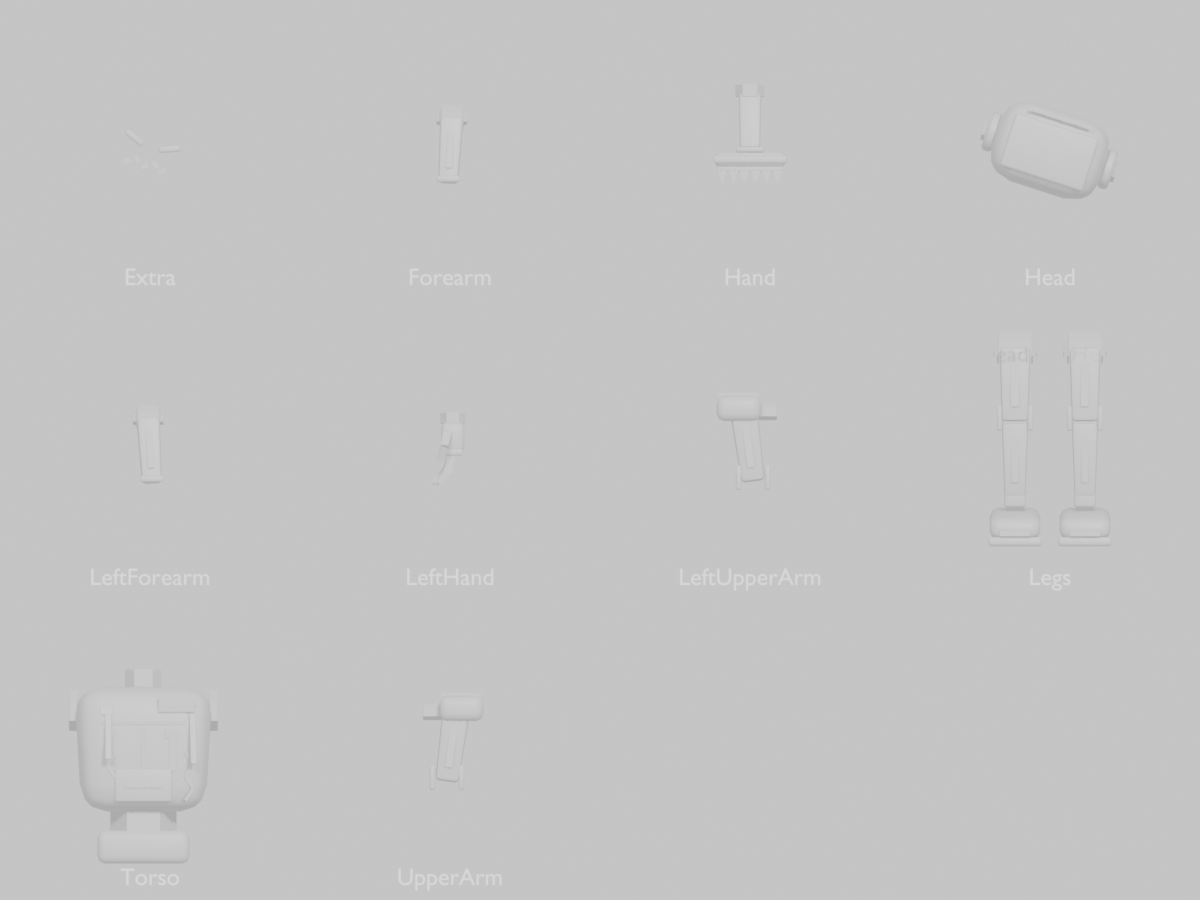 Extra
Forearm
Hand
Head
LeftForearm
LeftHand
LeftUpperArm
Legs
Torso
UpperArm